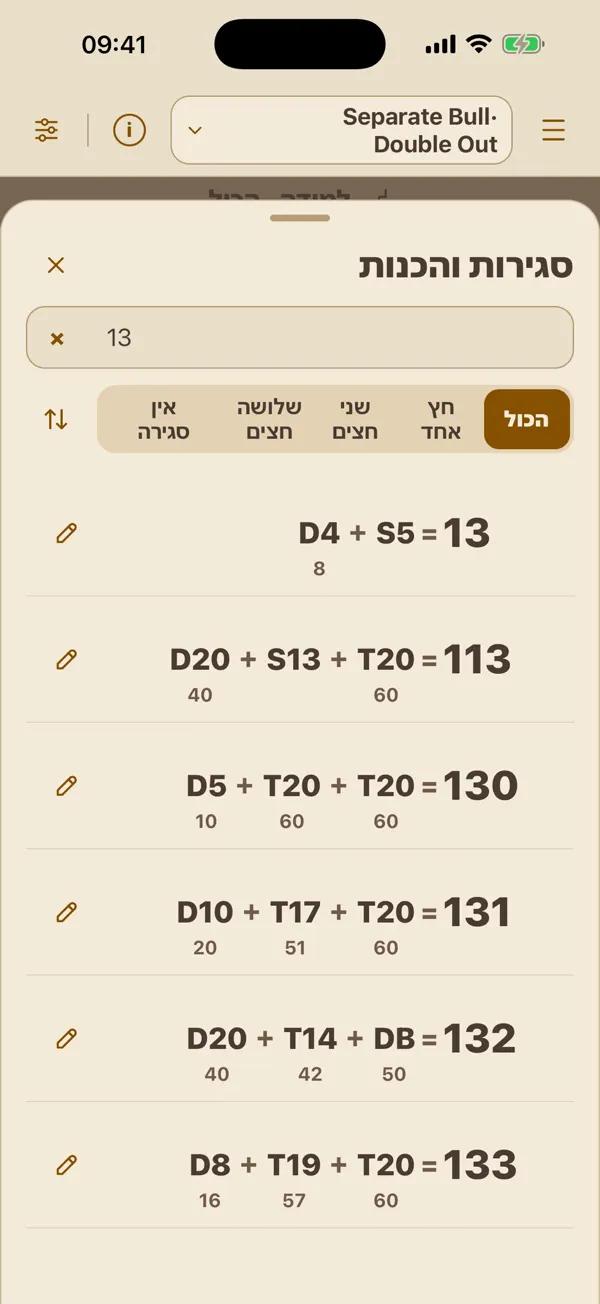 09:41
Separate Bull·
Double Out
למידה · הכול
סגירות והכנות
13
הכול
חץ אחד
שני חצים
שלושה חצים
אין סגירה
13 = S5 + D4
8
113 = T20 + S13 + D20
60 40
130 = T20 + T20 + D5
60 60 10
131 = T20 + T17 + D10
60 51 20
132 = DB + T14 + D20
50 42 40
133 = T20 + T19 + D8
60 57 16